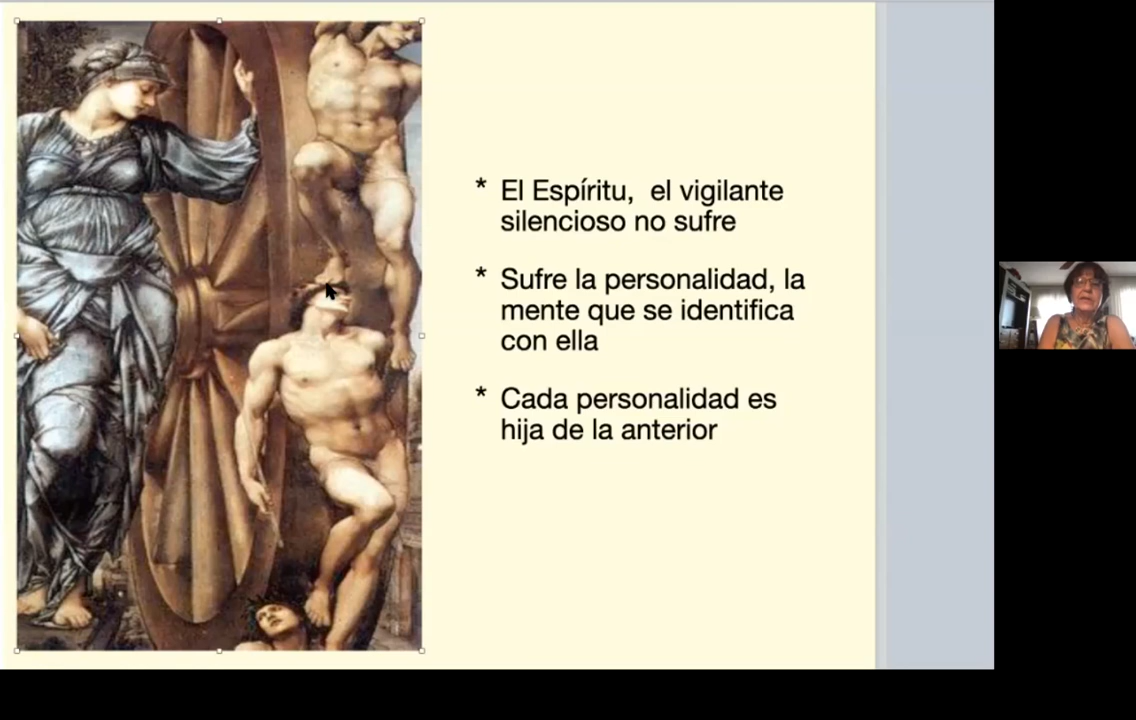 * El Espíritu,  el vigilante
silencioso no sufre
* Sufre la personalidad, la
mente que se identifica
con ella
* Cada personalidad es
hija de la anterior